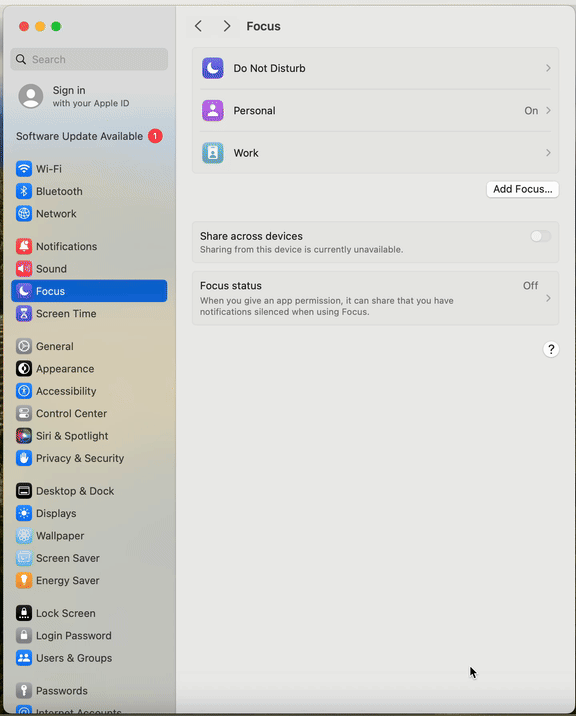 Focus
Search
Sign in
with your Apple ID
Software Update Available 1
Wi-Fi
Bluetooth
Network
Notifications
Sound
Focus
Screen Time
General
Appearance
Accessibility
Control Center
Siri & Spotlight
Privacy & Security
Desktop & Dock
Displays
Wallpaper
Screen Saver
Energy Saver
Lock Screen
Login Password
Users & Groups
Passwords
Internet Accounts
Do Not Disturb
Personal On
Work
Add Focus...
Share across devices
Sharing from this device is currently unavailable.
Focus status Off
When you give an app permission, it can share that you have
notifications silenced when using Focus.
?